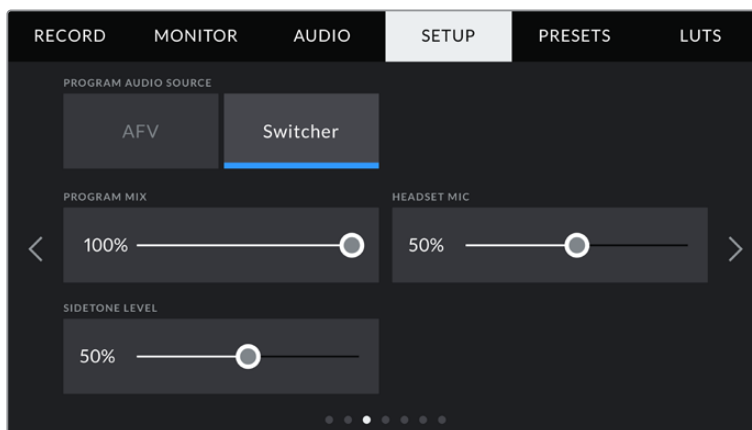 RECORD MONITOR AUDIO SETUP PRESETS LUTS
PROGRAM AUDIO SOURCE
AFV Switcher
PROGRAM MIX HEADSET MIC
100% 50%
SIDETONE LEVEL
50%